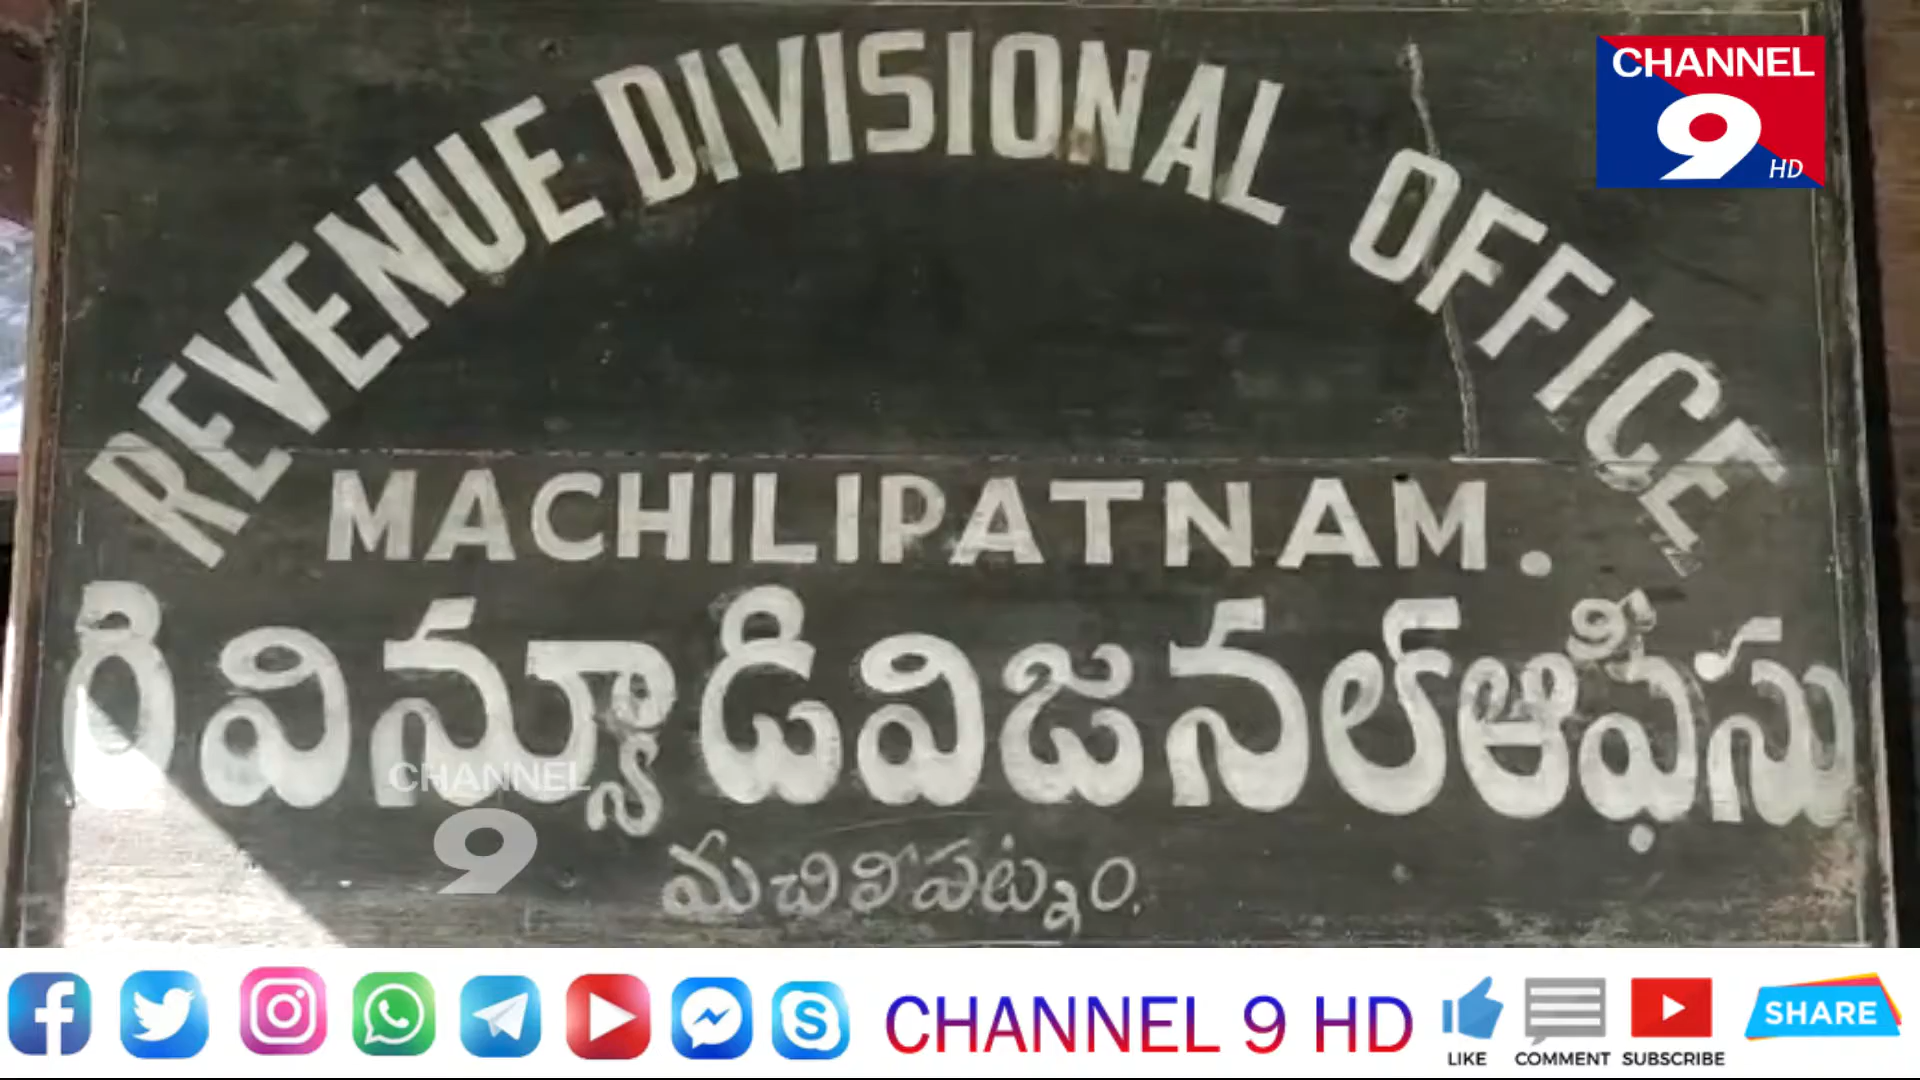 CHANNEL
9
HD
REVENUE DIVISIONAL OFFICE
MACHILIPATNAM.
రెవిన్యూడివిజనల్ఆఫీసు
CHANNEL
9
మచిలీపట్నం.
CHANNEL 9 HD
LIKE
COMMENT
SUBSCRIBE
SHARE